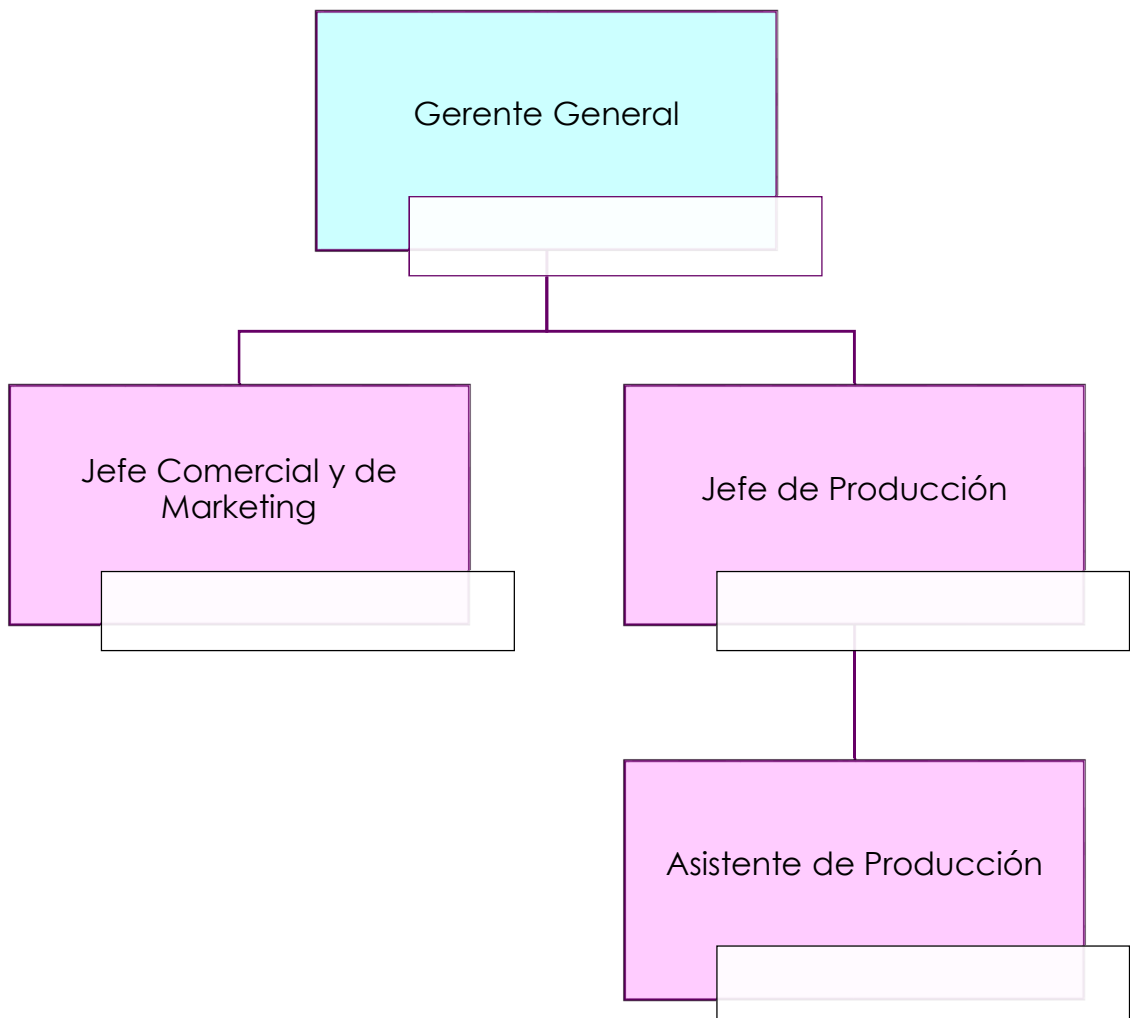 Gerente General
Jefe Comercial y de
Marketing
Jefe de Producción
Asistente de Producción